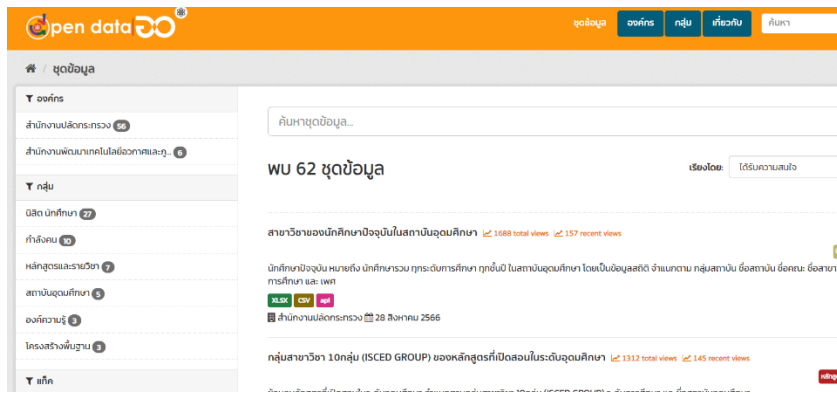 Open data
ชุดข้อมูล องค์กร กลุ่ม เกี่ยวกับ ค้นหา
/ ชุดข้อมูล
องค์กร
สำนักงานปลัดกระทรวง 56
สำนักงานพัฒนาเทคโนโลยีอวกาศและภู... 6
กลุ่ม
นิสิต นักศึกษา 27
กำลังคน 10
หลักสูตรและรายวิชา 7
สถาบันอุดมศึกษา 5
องค์ความรู้ 3
โครงสร้างพื้นฐาน 3
แท็ค
ค้นหาชุดข้อมูล...
พบ 62 ชุดข้อมูล
เรียงโดย: ได้รับความสนใจ
สาขาวิชาของนักศึกษาปัจจุบันในสถาบันอุดมศึกษา 1688 total views 157 recent views
นักศึกษาปัจจุบัน หมายถึง นักศึกษารวม ทุกระดับการศึกษา ทุกชั้นปี ในสถาบันอุดมศึกษา โดยเป็นข้อมูลสถิติ จำแนกตาม กลุ่มสถาบัน ชื่อสถาบัน ชื่อคณะ ชื่อสาขา
การศึกษา และ เพศ
XLSX CSV api
สำนักงานปลัดกระทรวง 28 สิงหาคม 2566
กลุ่มสาขาวิชา 10กลุ่ม (ISCED GROUP) ของหลักสูตรที่เปิดสอนในระดับอุดมศึกษา 1312 total views 145 recent views